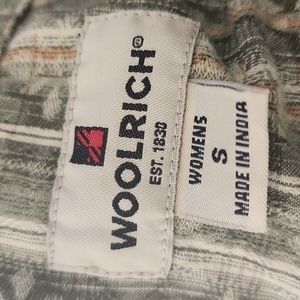 WOOLRICH®
EST. 1830
WOMENS
S
MADE IN INDIA